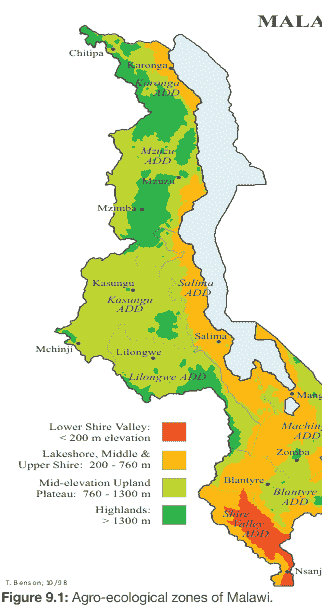 MALA
Chitipa
Karonga
Karonga
ADD
Mzuzu
ADD
Mzuzu
Mzimba
Kasungu
Kasungu
ADD
Salima
ADD
Mchinji
Lilongwe
Salima
Lilongwe ADD
Mang
Machin
ADD
Zomba
Blantyre
Blantyre
ADD
Shire
Valley
ADD
Nsanj
Lower Shire Valley:
< 200 m elevation
Lakeshore, Middle &
Upper Shire: 200 - 760 m
Mid-elevation Upland
Plateau: 760 - 1300 m
Highlands:
> 1300 m
T. Benson, 10/98
Figure 9.1: Agro-ecological zones of Malawi.